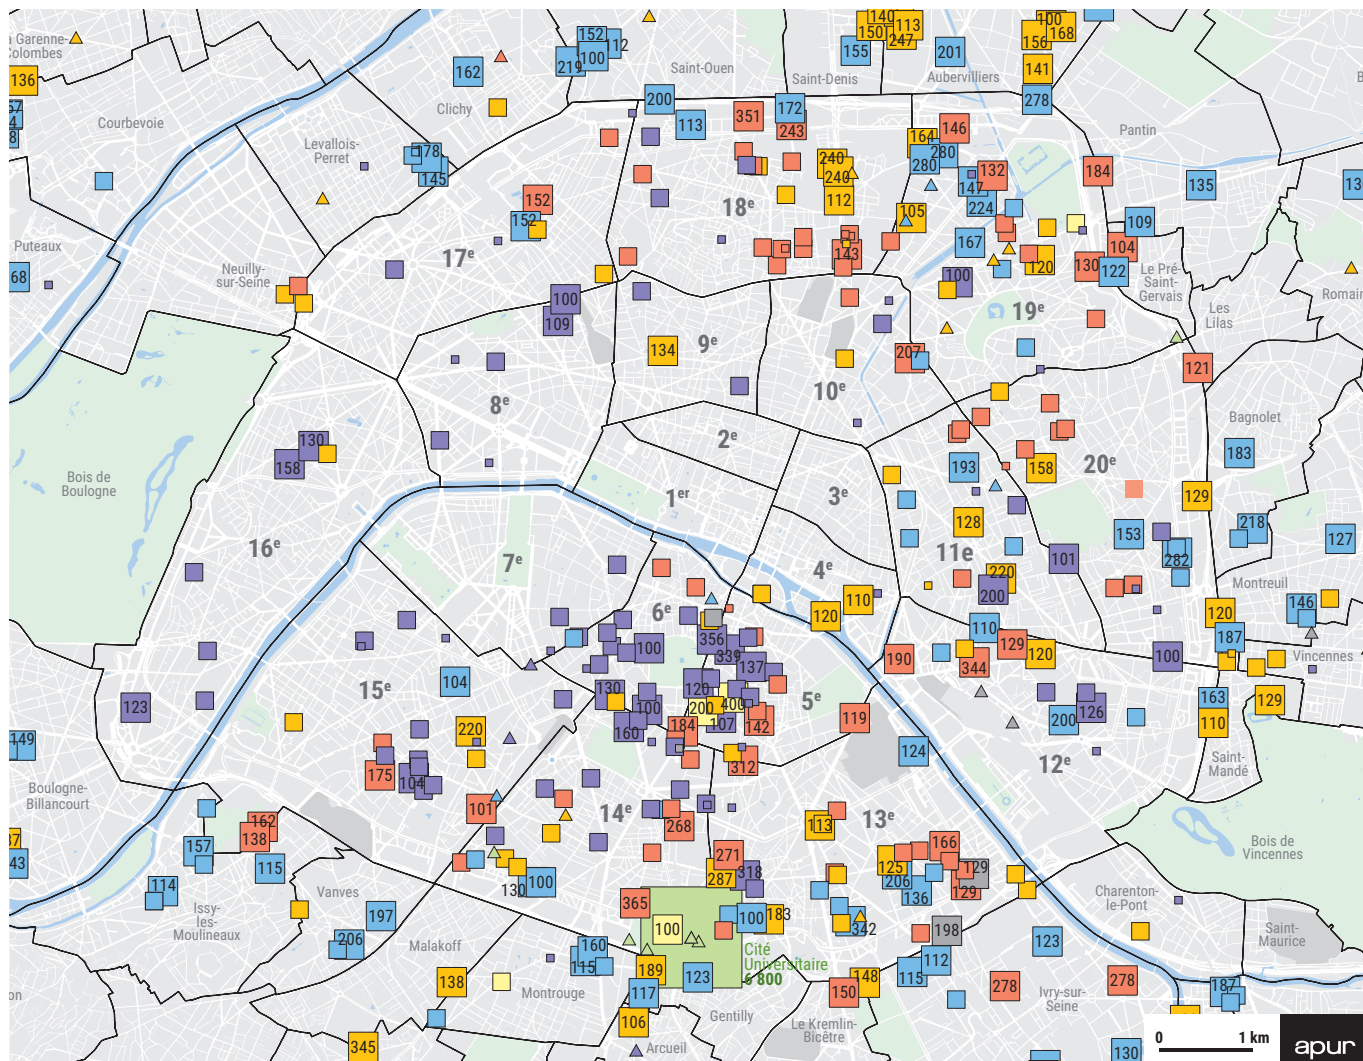 140
113
150
247
100
168
156
152
112
100
219
155
201
141
a Garenne-
Colombes
136
162
Saint-Ouen
Saint-Denis
Aubervilliers
278
200
172
351
113
243
146
Clichy
Courbevoie
Pantin
Levallois-
Perret
178
145
164
280
280
240
240
112
132
147
224
184
135
152
152
18e
105
109
17e
143
167
104
120
130
122
Puteaux
68
Neuilly-
sur-Seine
Le Pré-
Saint-
Gervais
Romain
100
109
100
19e
Les
Lilas
134
9e
207
10e
121
8e
2e
Bagnolet
130
158
193
158
20e
183
Bois de
Boulogne
1er
3e
129
128
153
218
127
16e
7e
11e
282
101
4e
220
200
Montreuil
110
120
6e
120
146
110
187
356
100
339
137
129
344
120
190
100
Vincennes
15e
104
130
120
400
200
100
5e
123
160
184
107
142
119
163
110
129
126
200
149
220
124
312
12e
Saint-
Mandé
175
104
Boulogne-
Billancourt
101
14e
113
13e
268
162
138
157
115
37
43
271
287
318
125
206
136
166
129
129
Bois de
Vincennes
114
130
100
Vanves
Charenton-
le-Pont
Issy-
les-
Moulineaux
197
365
100
100
183
342
198
206
Malakoff
160
115
Cité
Universitaire
6 800
123
Saint-
Maurice
138
189
117
148
150
112
115
123
278
278
187
Montrouge
Gentilly
Ivry-sur-
Seine
Le Kremlin-
Bicêtre
106
Arcueil
345
130
0
1 km
apur